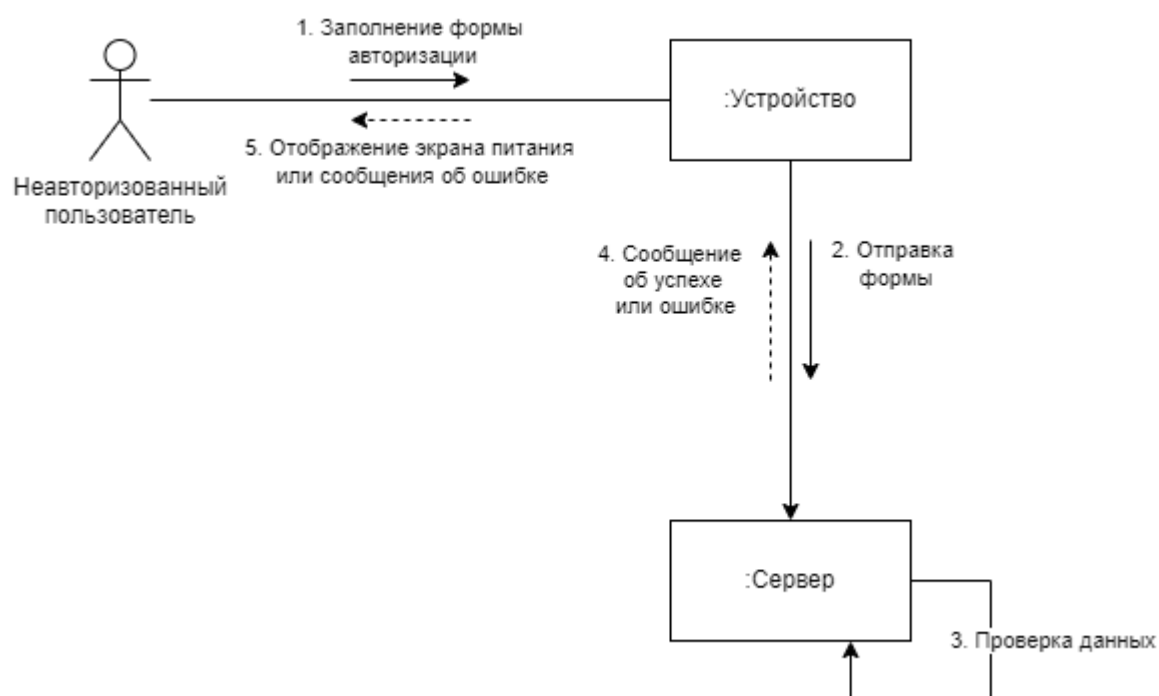 1. Заполнение формы
авторизации
:Устройство
5. Отображение экрана питания
или сообщения об ошибке
Неавторизованный
пользователь
4. Сообщение
об успехе
или ошибке
2. Отправка
формы
:Сервер
3. Проверка данных